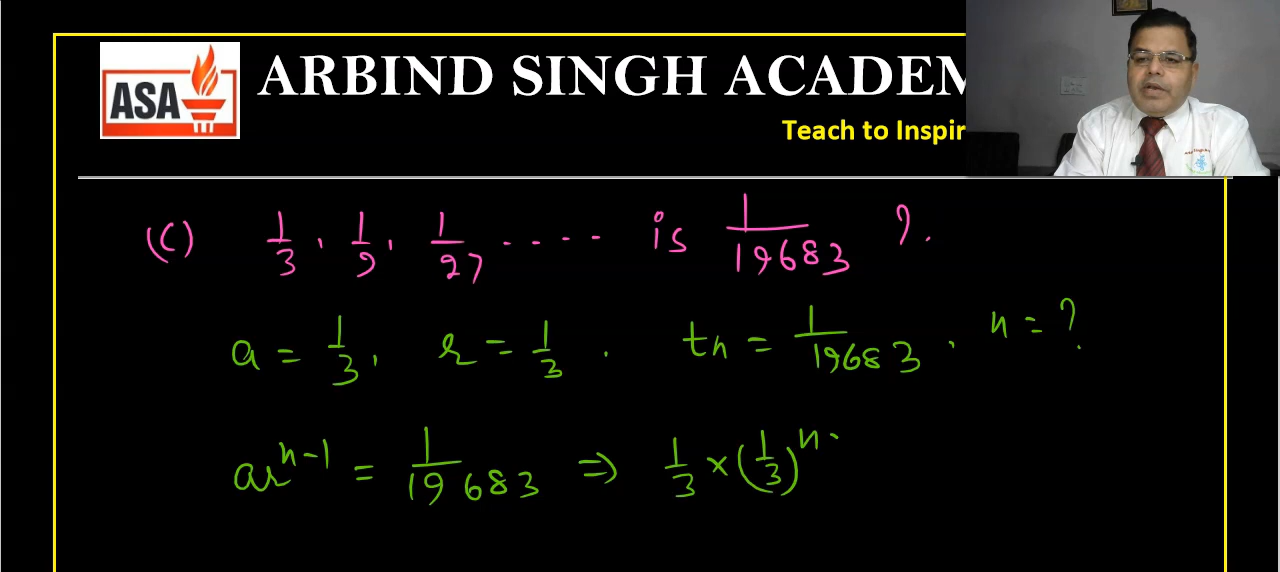 ASA
ARBIND SINGH ACADEM
Teach to Inspir
(C) 1/3, 1/9, 1/27 ..... is 1/19683 ?.
a = 1/3, r = 1/3 . tn = 1/19683, n = ?
ar^n-1 = 1/19683 ⇒ 1/3 × (1/3)^n-